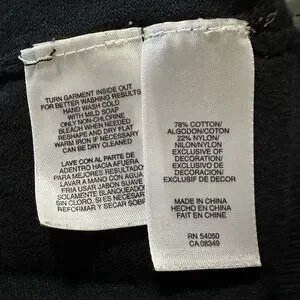 TURN GARMENT INSIDE OUT
FOR BETTER WASHING RESULTS
HAND WASH COLD
WITH MILD SOAP
ONLY NON-CHLORINE
BLEACH WHEN NEEDED
RESHAPE AND DRY FLAT
WARM IRON IF NECESSARY
CAN BE DRY CLEANED
LAVE CON AL PARTE DE
ADENTRO HACIA AFUERA
PARA MEJORES RESULTADO
LAVAR A MANO CON AGUA
FRIA USAR JABON SUAVE
SOLAMENTE BLANQUEADO
SIN CLORO, SI ES NECESARI
REFORMAR Y SECAR SOBR
78% COTTON/
ALGODON/COTON
22% NYLON/
NILON/NYLON
EXCLUSIVE OF
DECORATION/
EXCLUSIVO DE
DECORACION/
EXCLUSIF DE DECOR
MADE IN CHINA
HECHO EN CHINA
FAIT EN CHINE
RN 54050
CA 08349